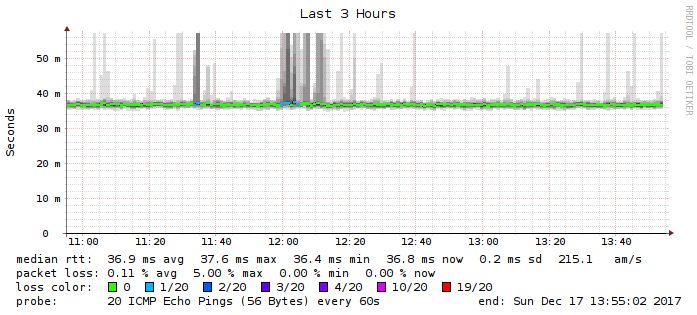 Last 3 Hours
RRDTOOL / TOBI OETIKER
Seconds
50 m
40 m
30 m
20 m
10 m
0
11:00 11:20 11:40 12:00 12:20 12:40 13:00 13:20 13:40
median rtt: 36.9 ms avg 37.6 ms max 36.4 ms min 36.8 ms now 0.2 ms sd 215.1 am/s
packet loss: 0.11 % avg 5.00 % max 0.00 % min 0.00 % now
loss color: 0 1/20 2/20 3/20 4/20 10/20 19/20
probe: 20 ICMP Echo Pings (56 Bytes) every 60s end: Sun Dec 17 13:55:02 2017